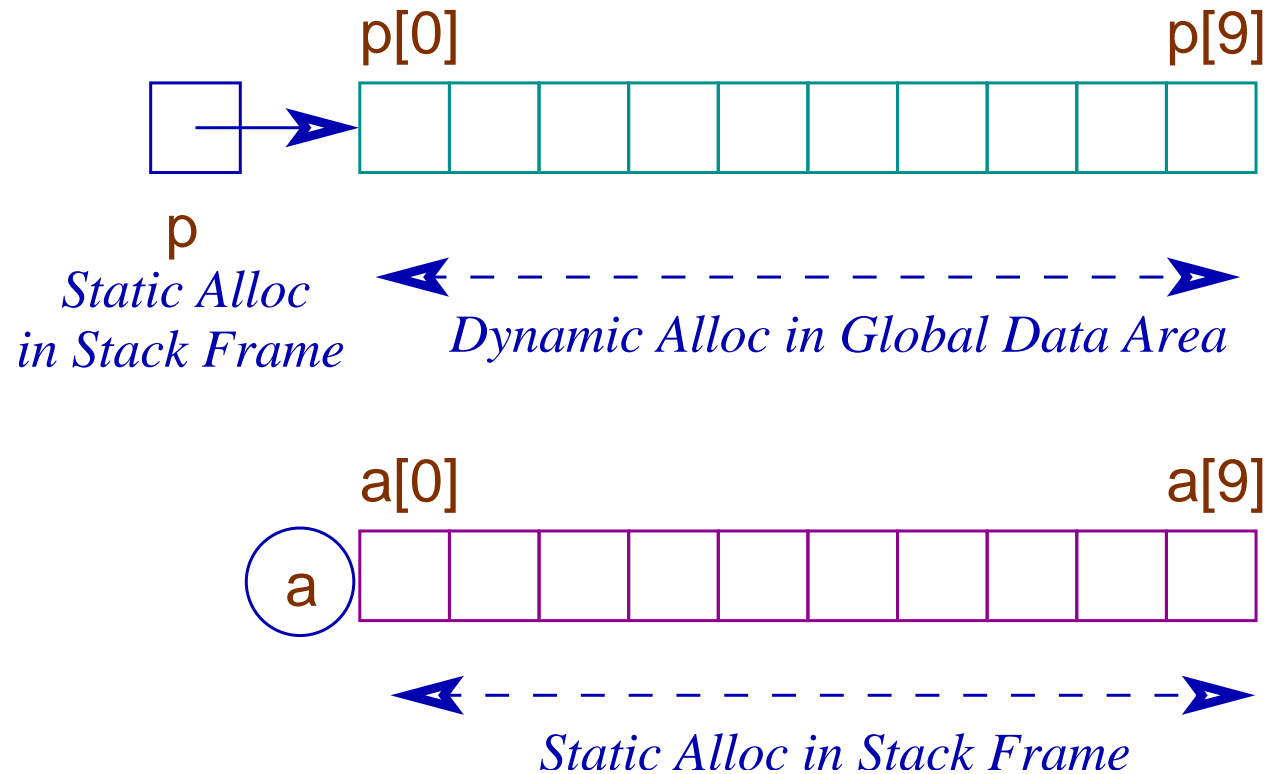 p[0] p[9]
p
Static Alloc
in Stack Frame
Dynamic Alloc in Global Data Area
a[0] a[9]
a
Static Alloc in Stack Frame